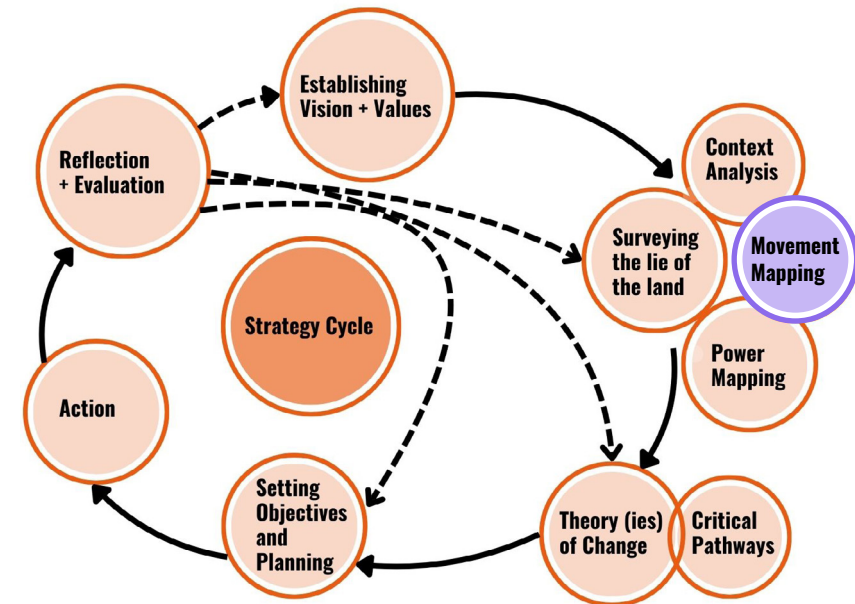 Establishing
Vision + Values
Context
Analysis
Reflection
+ Evaluation
Surveying
the lie of
the land
Movement
Mapping
Strategy Cycle
Power
Mapping
Action
Setting
Objectives
and
Planning
Theory (ies)
of Change
Critical
Pathways